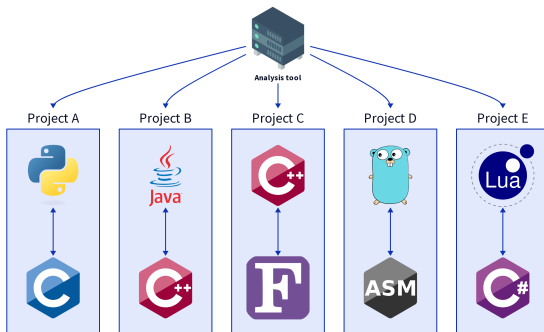 Analysis tool
Project A
Project B
Project C
Project D
Project E
Java
C++
Lua
C
C++
F
ASM
C#